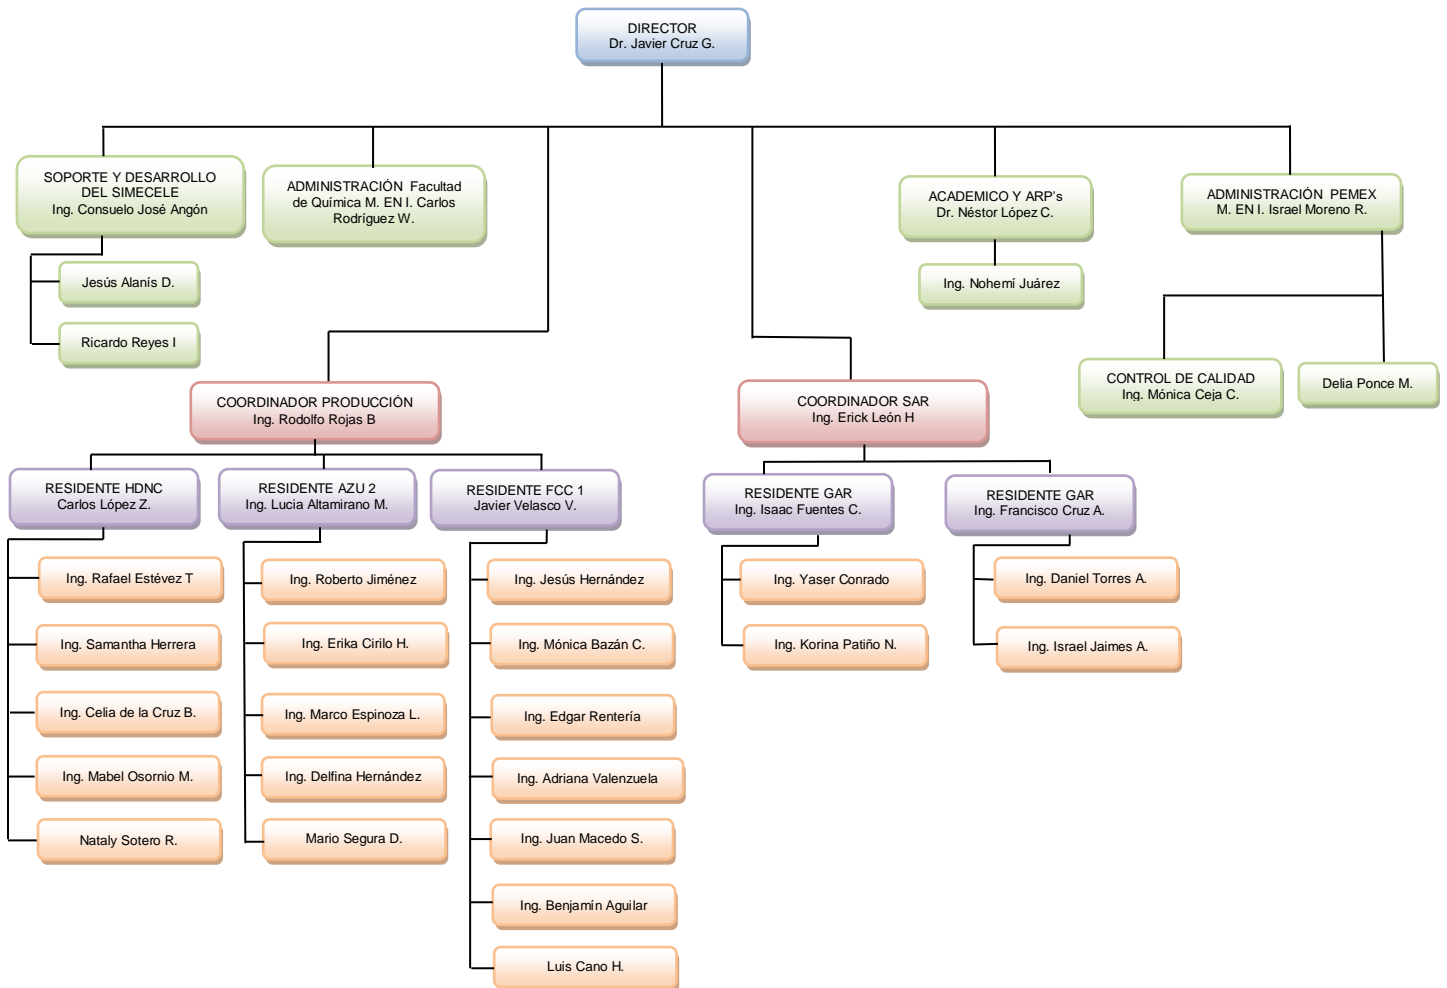 DIRECTOR
Dr. Javier Cruz G.
SOPORTE Y DESARROLLO
DEL SIMECELE
Ing. Consuelo José Angón
ADMINISTRACIÓN Facultad
de Química M. EN I. Carlos
Rodríguez W.
ACADEMICO Y ARP's
Dr. Néstor López C.
ADMINISTRACIÓN PEMEX
M. EN I. Israel Moreno R.
Jesús Alanís D.
Ricardo Reyes I
Ing. Nohemí Juárez
CONTROL DE CALIDAD
Ing. Mónica Ceja C.
Delia Ponce M.
COORDINADOR PRODUCCIÓN
Ing. Rodolfo Rojas B
COORDINADOR SAR
Ing. Erick León H
RESIDENTE HDNC
Carlos López Z.
RESIDENTE AZU 2
Ing. Lucia Altamirano M.
RESIDENTE FCC 1
Javier Velasco V.
RESIDENTE GAR
Ing. Isaac Fuentes C.
RESIDENTE GAR
Ing. Francisco Cruz A.
Ing. Rafael Estévez T
Ing. Samantha Herrera
Ing. Celia de la Cruz B.
Ing. Mabel Osornio M.
Nataly Sotero R.
Ing. Roberto Jiménez
Ing. Erika Cirilo H.
Ing. Marco Espinoza L.
Ing. Delfina Hernández
Mario Segura D.
Ing. Jesús Hernández
Ing. Mónica Bazán C.
Ing. Edgar Rentería
Ing. Adriana Valenzuela
Ing. Juan Macedo S.
Ing. Benjamín Aguilar
Luis Cano H.
Ing. Yaser Conrado
Ing. Korina Patiño N.
Ing. Daniel Torres A.
Ing. Israel Jaimes A.